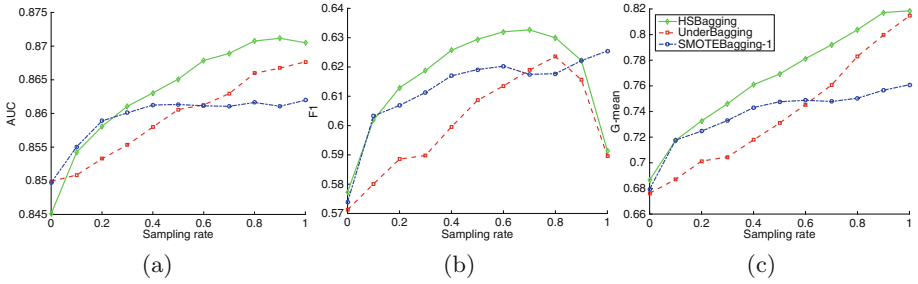 0.875
0.87
0.865
0.86
0.855
0.85
0.845
AUC
0 0.2 0.4 0.6 0.8 1
Sampling rate
(a)
0.64
0.63
0.62
0.61
0.6
0.59
0.58
0.57
F1
0 0.2 0.4 0.6 0.8 1
Sampling rate
(b)
0.82
0.8
0.78
0.76
0.74
0.72
0.7
0.68
0.66
G-mean
HSBagging
UnderBagging
SMOTEBagging-1
0 0.2 0.4 0.6 0.8 1
Sampling rate
(c)